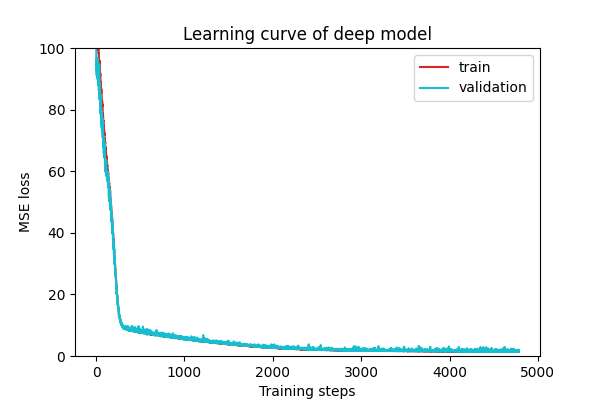 Learning curve of deep model
train
validation
MSE loss
100
80
60
40
20
0
0 1000 2000 3000 4000 5000
Training steps